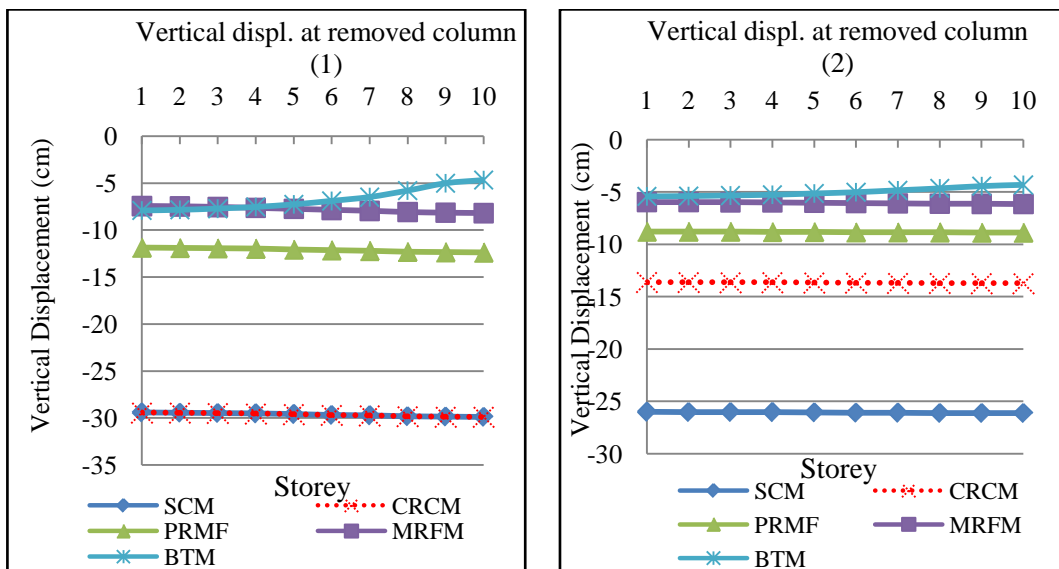 Vertical displ. at removed column
(1)
1 2 3 4 5 6 7 8 9 10
0
-5
-10
-15
-20
-25
-30
-35
Vertical Displacement (cm)
Storey
SCM CRCM
PRMF MRFM
BTM
Vertical displ. at removed column
(2)
1 2 3 4 5 6 7 8 9 10
0
-5
-10
-15
-20
-25
-30
Vertical Displacement (cm)
Storey
SCM CRCM
PRMF MRFM
BTM